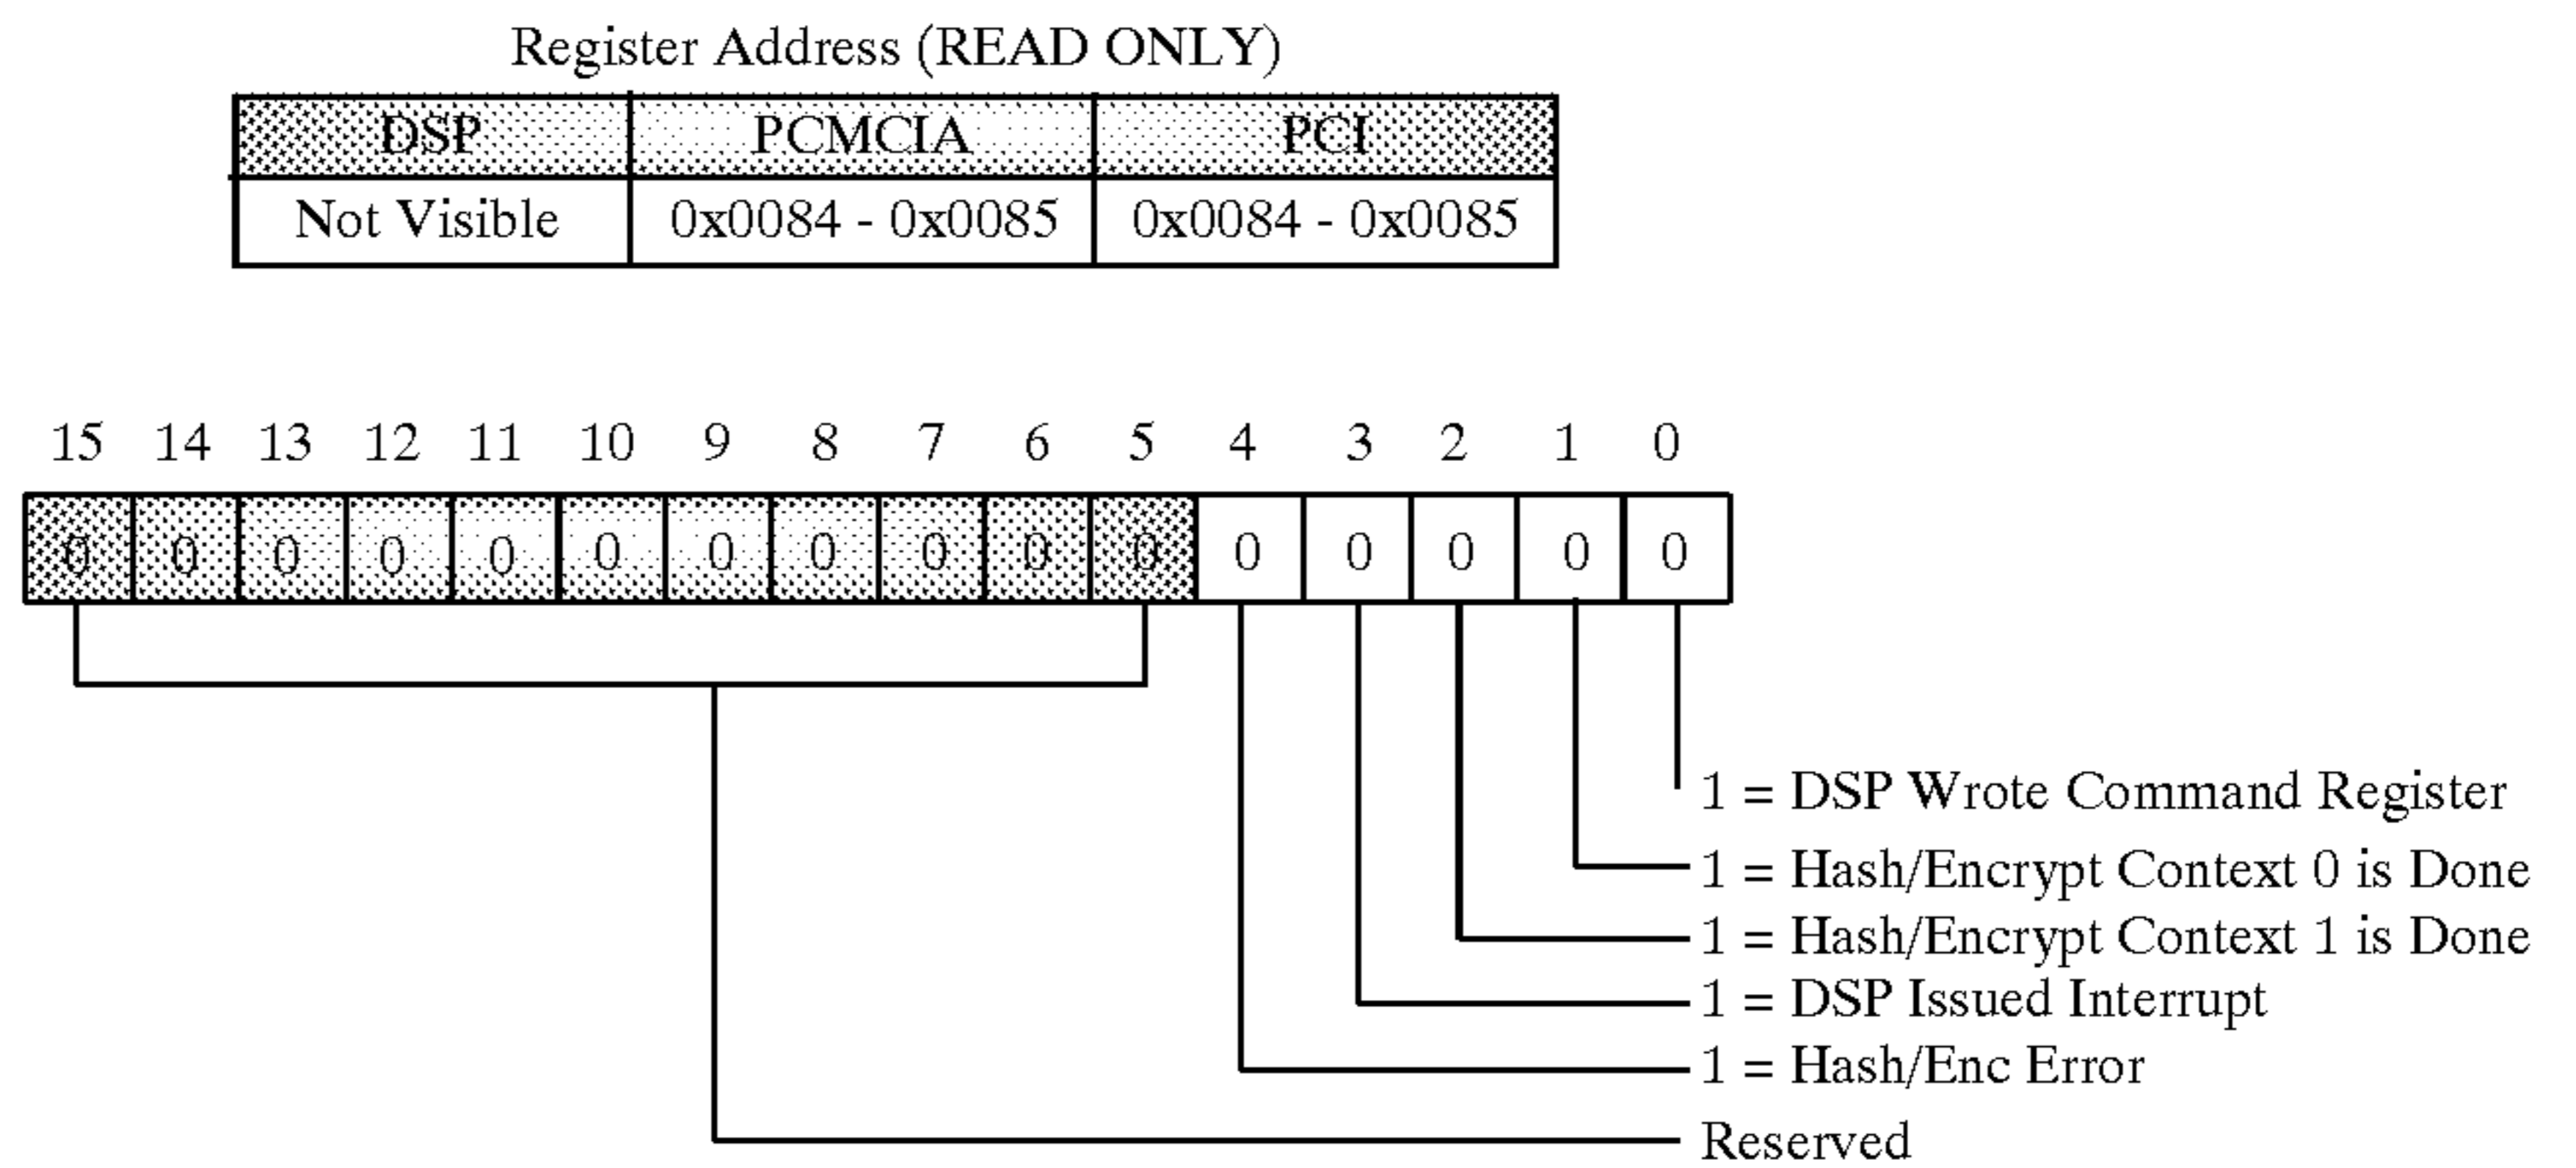 Register Address (READ ONLY)
DSP PCMCIA PCI
Not Visible 0x0084 - 0x0085 0x0084 - 0x0085
15 14 13 12 11 10 9 8 7 6 5 4 3 2 1 0
0 0 0 0 0 0 0 0 0 0 0 0 0 0 0 0
1 = DSP Wrote Command Register
1 = Hash/Encrypt Context 0 is Done
1 = Hash/Encrypt Context 1 is Done
1 = DSP Issued Interrupt
1 = Hash/Enc Error
Reserved